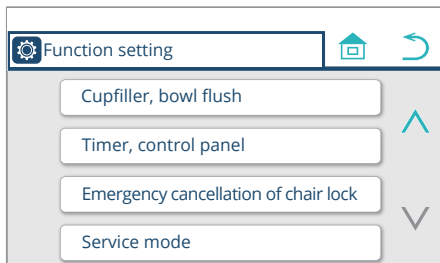 Function setting
Cupfiller, bowl flush
Timer, control panel
Emergency cancellation of chair lock
Service mode